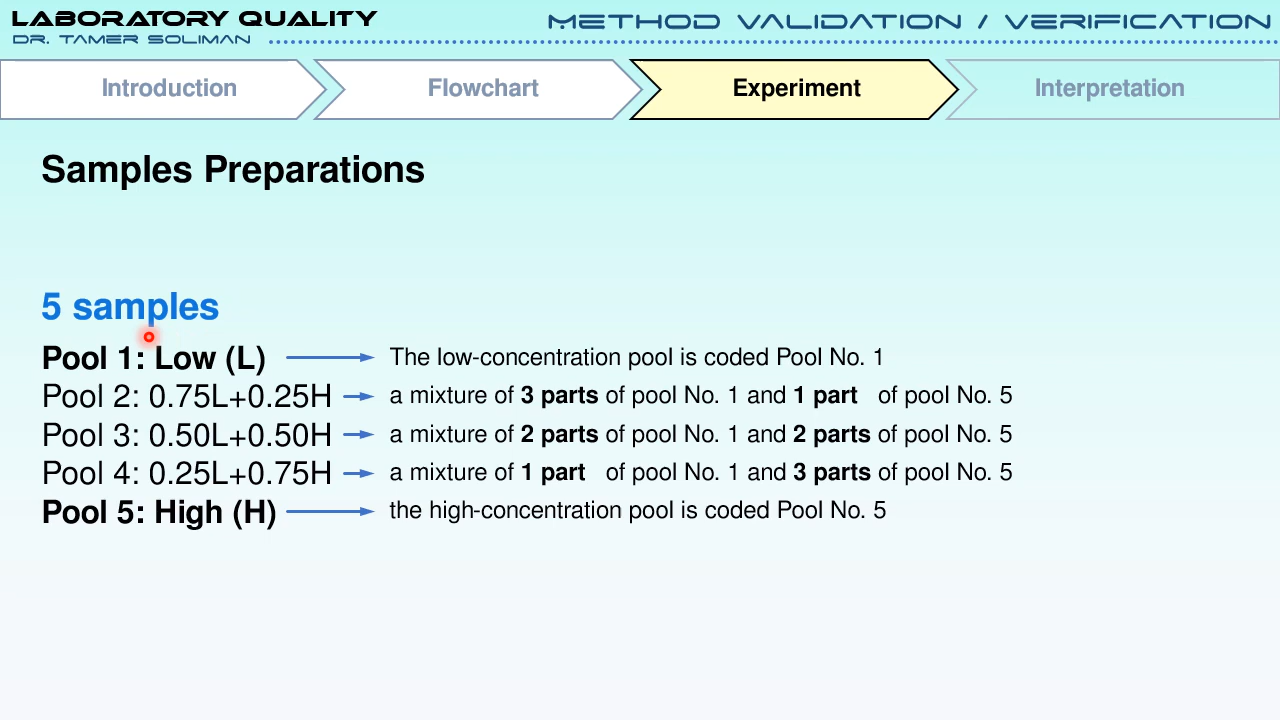 LABORATORY QUALITY
METHOD VALIDATION / VERIFICATION
DR. TAMER SOLIMAN
Introduction
Flowchart
Experiment
Interpretation
Samples Preparations
5 samples
Pool 1: Low (L) The low-concentration pool is coded Pool No. 1
Pool 2: 0.75L+0.25H a mixture of 3 parts of pool No. 1 and 1 part of pool No. 5
Pool 3: 0.50L+0.50H a mixture of 2 parts of pool No. 1 and 2 parts of pool No. 5
Pool 4: 0.25L+0.75H a mixture of 1 part of pool No. 1 and 3 parts of pool No. 5
Pool 5: High (H) the high-concentration pool is coded Pool No. 5